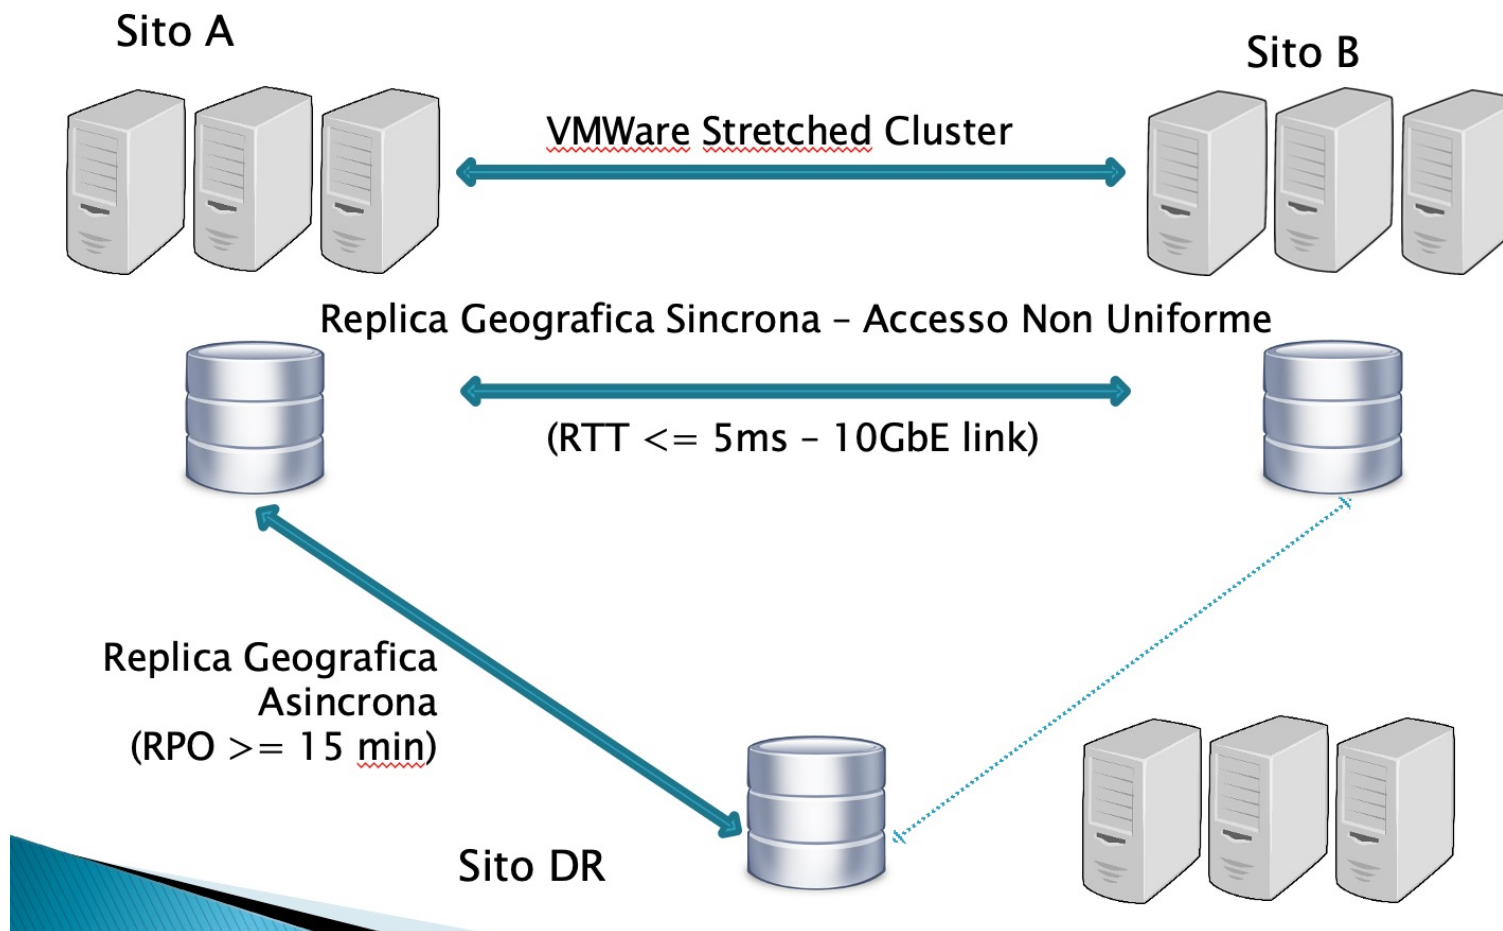 Sito A
Sito B
VMWare Stretched Cluster
Replica Geografica Sincrona – Accesso Non Uniforme
(RTT <= 5ms – 10GbE link)
Replica Geografica
Asincrona
(RPO >= 15 min)
Sito DR